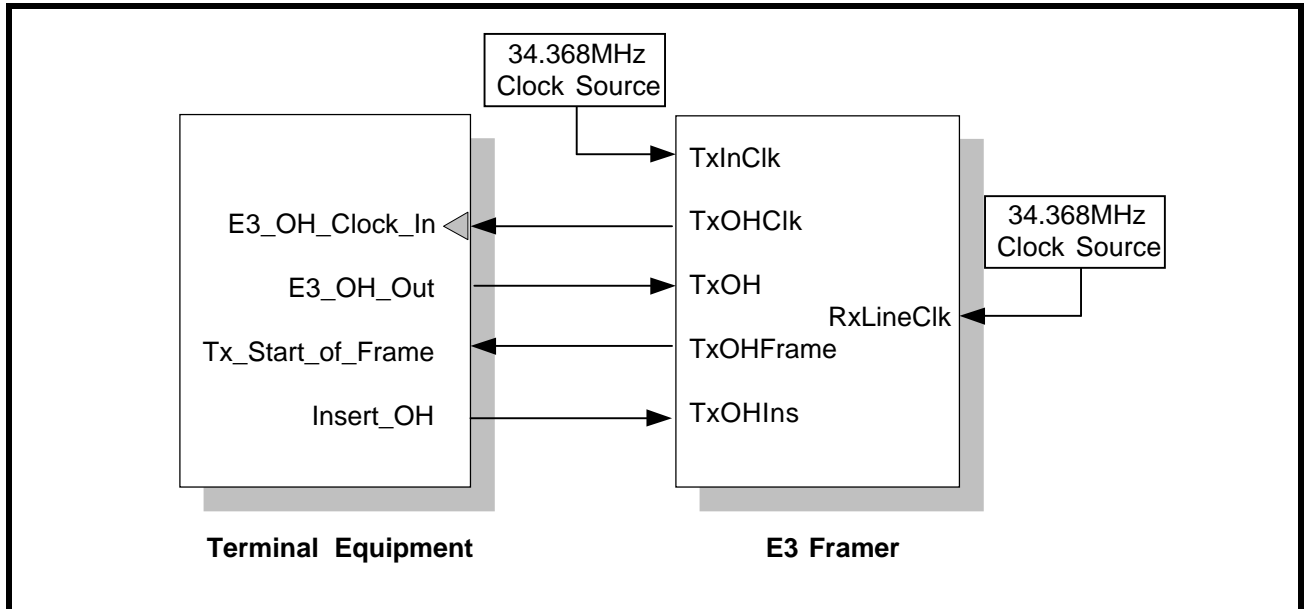 34.368MHz
Clock Source
E3_OH_Clock_In
E3_OH_Out
Tx_Start_of_Frame
Insert_OH
TxInClk
TxOHClk
TxOH
RxLineClk
TxOHFrame
TxOHIns
34.368MHz
Clock Source
Terminal Equipment
E3 Framer